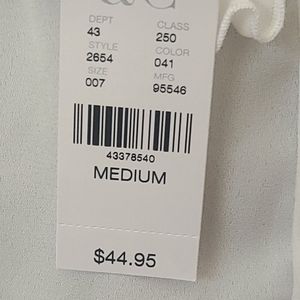 DEPT CLASS
43 250
STYLE COLOR
2654 041
SIZE MFG
007 95546
43378540
MEDIUM
$44.95